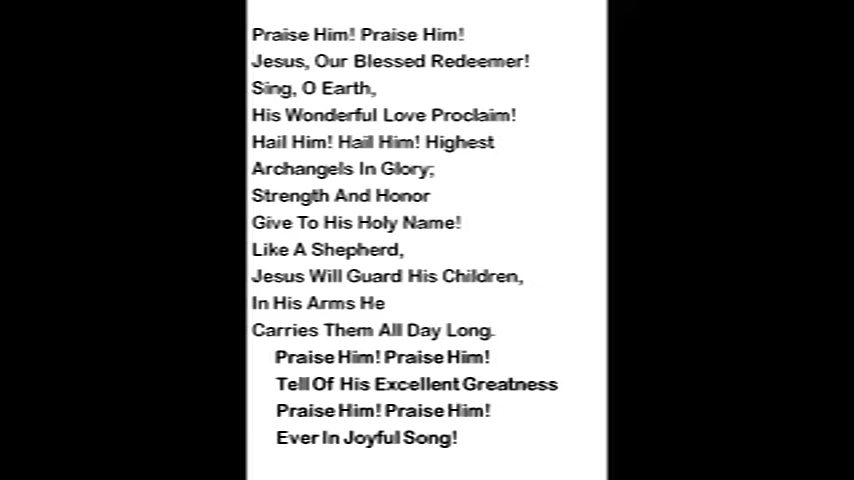 Praise Him! Praise Him!
Jesus, Our Blessed Redeemer!
Sing, O Earth,
His Wonderful Love Proclaim!
Hail Him! Hail Him! Highest
Archangels In Glory;
Strength And Honor
Give To His Holy Name!
Like A Shepherd,
Jesus Will Guard His Children,
In His Arms He
Carries Them All Day Long.
Praise Him! Praise Him!
Tell Of His Excellent Greatness
Praise Him! Praise Him!
Ever In Joyful Song!